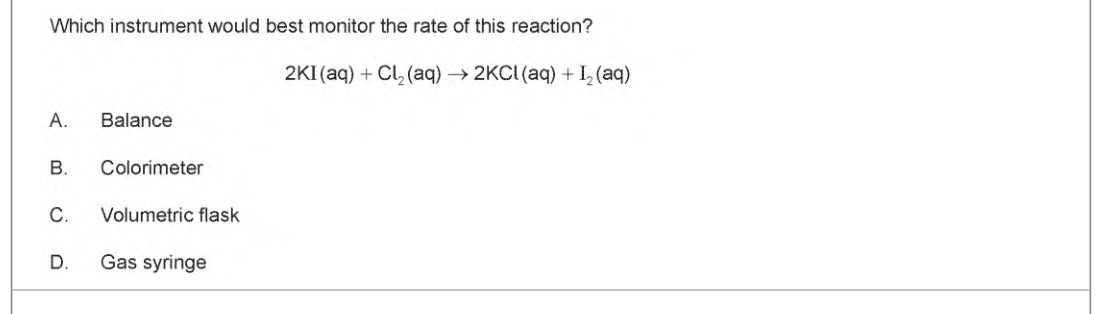 Which instrument would best monitor the rate of this reaction?
2KI (aq) + Cl₂ (aq) → 2KCl (aq) + I₂ (aq)
A. Balance
B. Colorimeter
C. Volumetric flask
D. Gas syringe